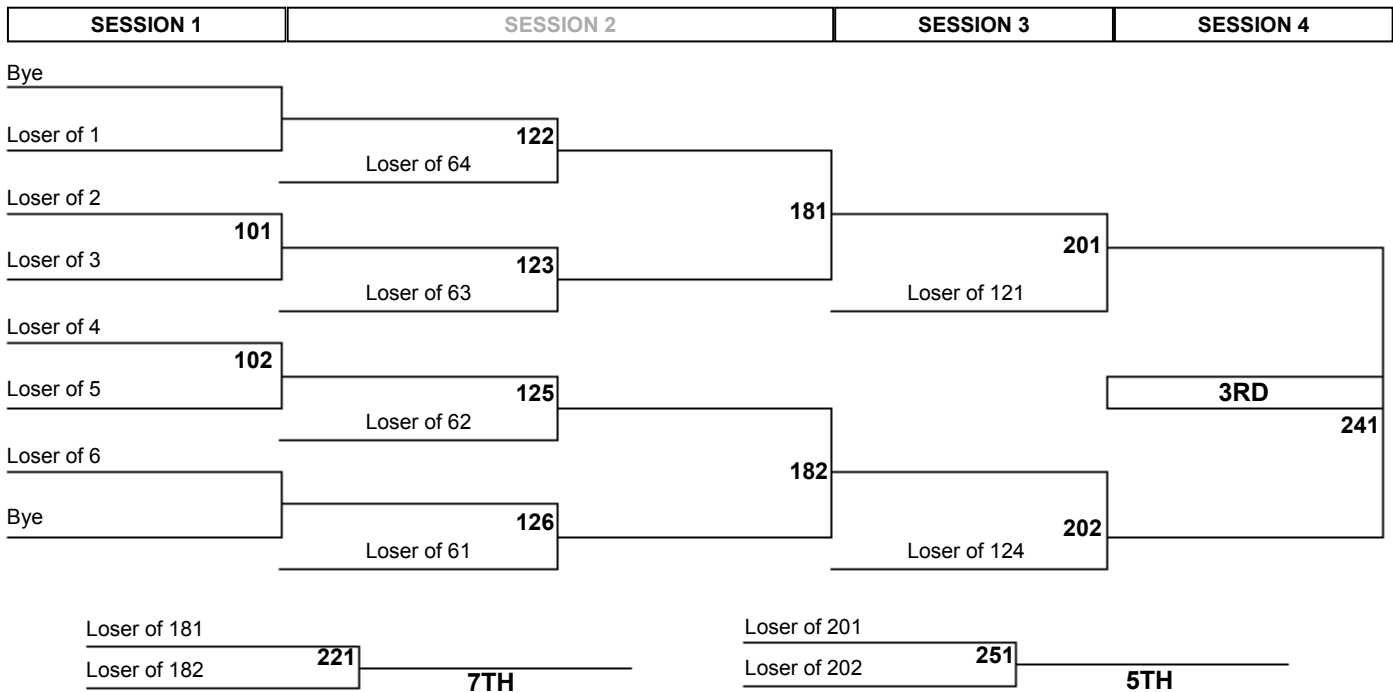 SESSION 1 SESSION 2 SESSION 3 SESSION 4
Bye
Loser of 1
122
Loser of 64
Loser of 2
181
101
201
Loser of 3
123
Loser of 63
Loser of 121
Loser of 4
102
Loser of 5
125
3RD
Loser of 62
241
Loser of 6
182
Bye
126
202
Loser of 61
Loser of 124
Loser of 181
221
Loser of 182
7TH
Loser of 201
251
Loser of 202
5TH